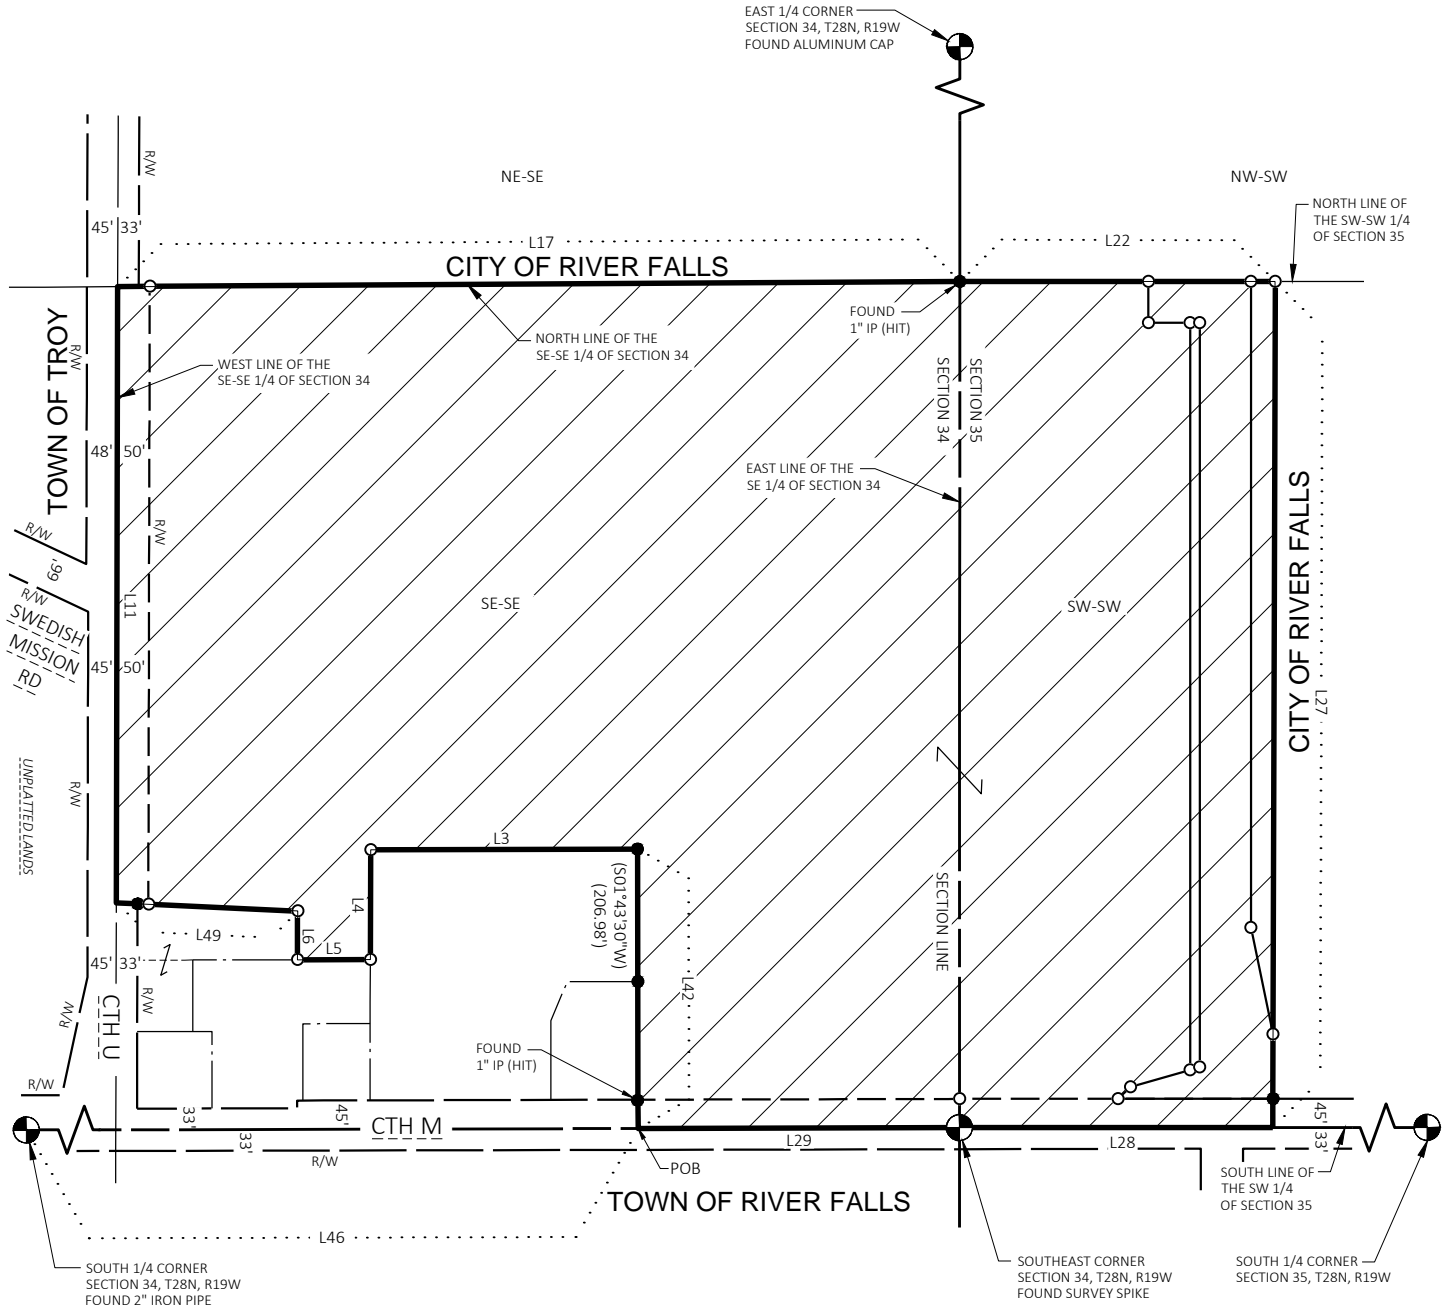 EAST 1/4 CORNER
SECTION 34, T28N, R19W
FOUND ALUMINUM CAP
R/W
NE-SE
NW-SW
NORTH LINE OF
THE SW-SW 1/4
OF SECTION 35
45' 33'
L17
L22
CITY OF RIVER FALLS
FOUND
1" IP (HIT)
NORTH LINE OF THE
SE-SE 1/4 OF SECTION 34
TOWN OF TROY
R/W
WEST LINE OF THE
SE-SE 1/4 OF SECTION 34
SECTION 34
SECTION 35
48' 50'
EAST LINE OF THE
SE 1/4 OF SECTION 34
CITY OF RIVER FALLS
R/W
R/W
66'
R/W
L11
SE-SE
SW-SW
SWEDISH
MISSION
RD
45' 50'
L27
UNPLATTED LANDS
R/W
L3
(S01°43'30"W)
(206.98')
SECTION LINE
L4
L49
L6
L5
45' 33'
L42
R/W
R/W
CTH U
FOUND
1" IP (HIT)
R/W
33'
33'
45'
CTH M
R/W
L29
L28
45'
33'
POB
TOWN OF RIVER FALLS
SOUTH LINE OF
THE SW 1/4
OF SECTION 35
L46
SOUTH 1/4 CORNER
SECTION 34, T28N, R19W
FOUND 2" IRON PIPE
SOUTHEAST CORNER
SECTION 34, T28N, R19W
FOUND SURVEY SPIKE
SOUTH 1/4 CORNER
SECTION 35, T28N, R19W